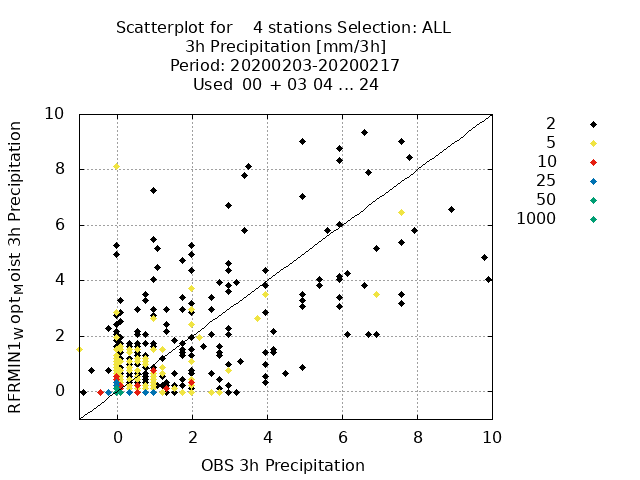 Scatterplot for    4 stations Selection: ALL
3h Precipitation [mm/3h]
Period: 20200203-20200217
Used  00 + 03 04 ... 24
10
8
6
4
2
0
RFRMIN1_W opt_Moist 3h Precipitation
0 2 4 6 8 10
OBS 3h Precipitation
2
5
10
25
50
1000